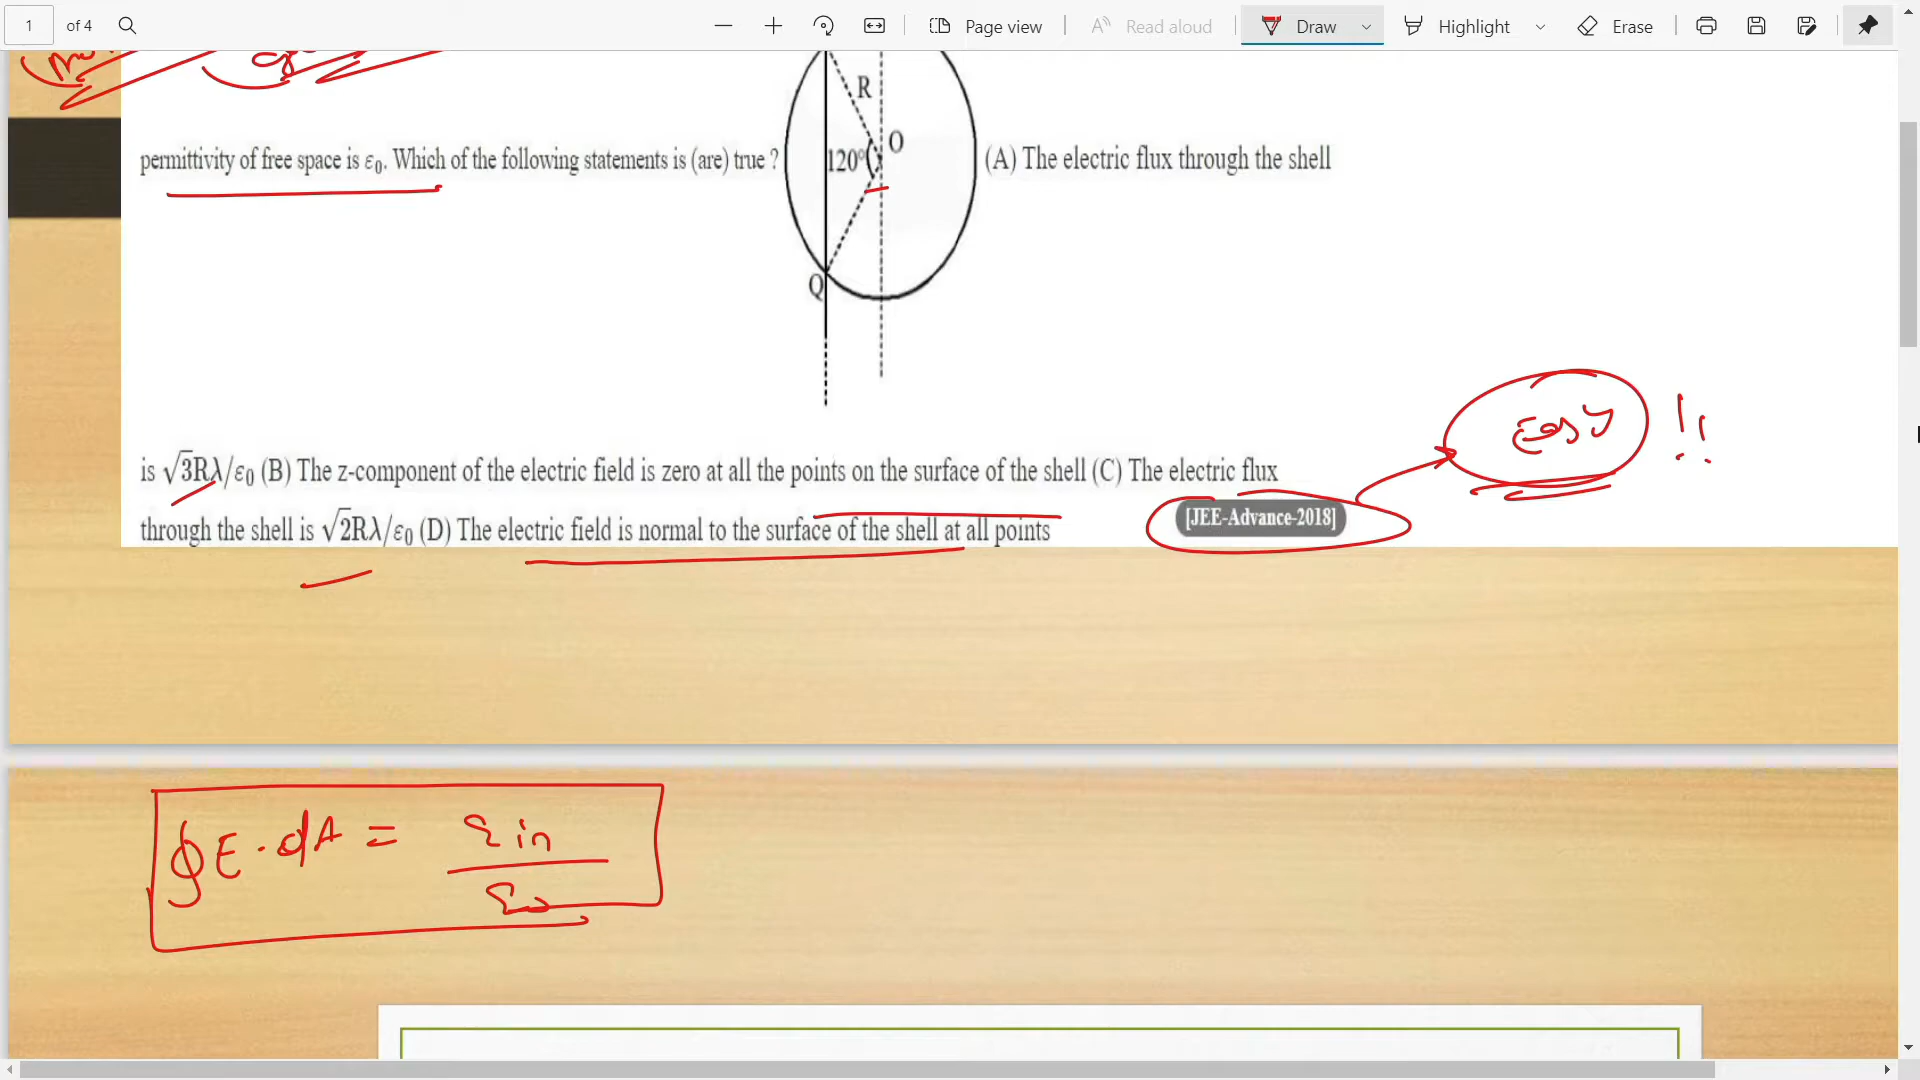 1 of 4 Page view Read aloud Draw Highlight Erase
R
O
permittivity of free space is ε₀. Which of the following statements is (are) true ? 120° (A) The electric flux through the shell
Q
Easy !!
is √3Rλ/ε₀ (B) The z-component of the electric field is zero at all the points on the surface of the shell (C) The electric flux
through the shell is √2Rλ/ε₀ (D) The electric field is normal to the surface of the shell at all points [JEE-Advance-2018]
∮E·dA = q in
ε₀